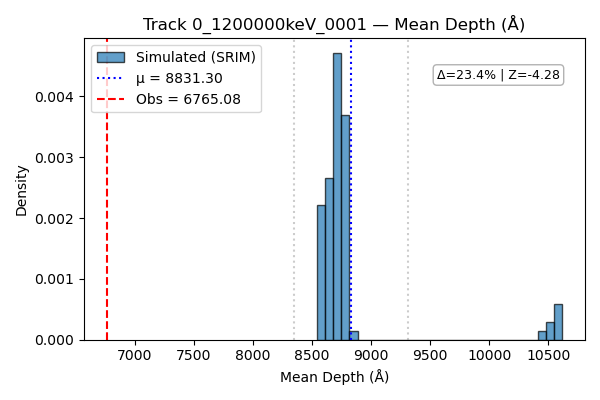 Track 0_1200000keV_0001 — Mean Depth (Å)
Simulated (SRIM)
μ = 8831.30
Obs = 6765.08
Δ=23.4% | Z=-4.28
Density
0.004
0.003
0.002
0.001
0.000
7000 7500 8000 8500 9000 9500 10000 10500
Mean Depth (Å)